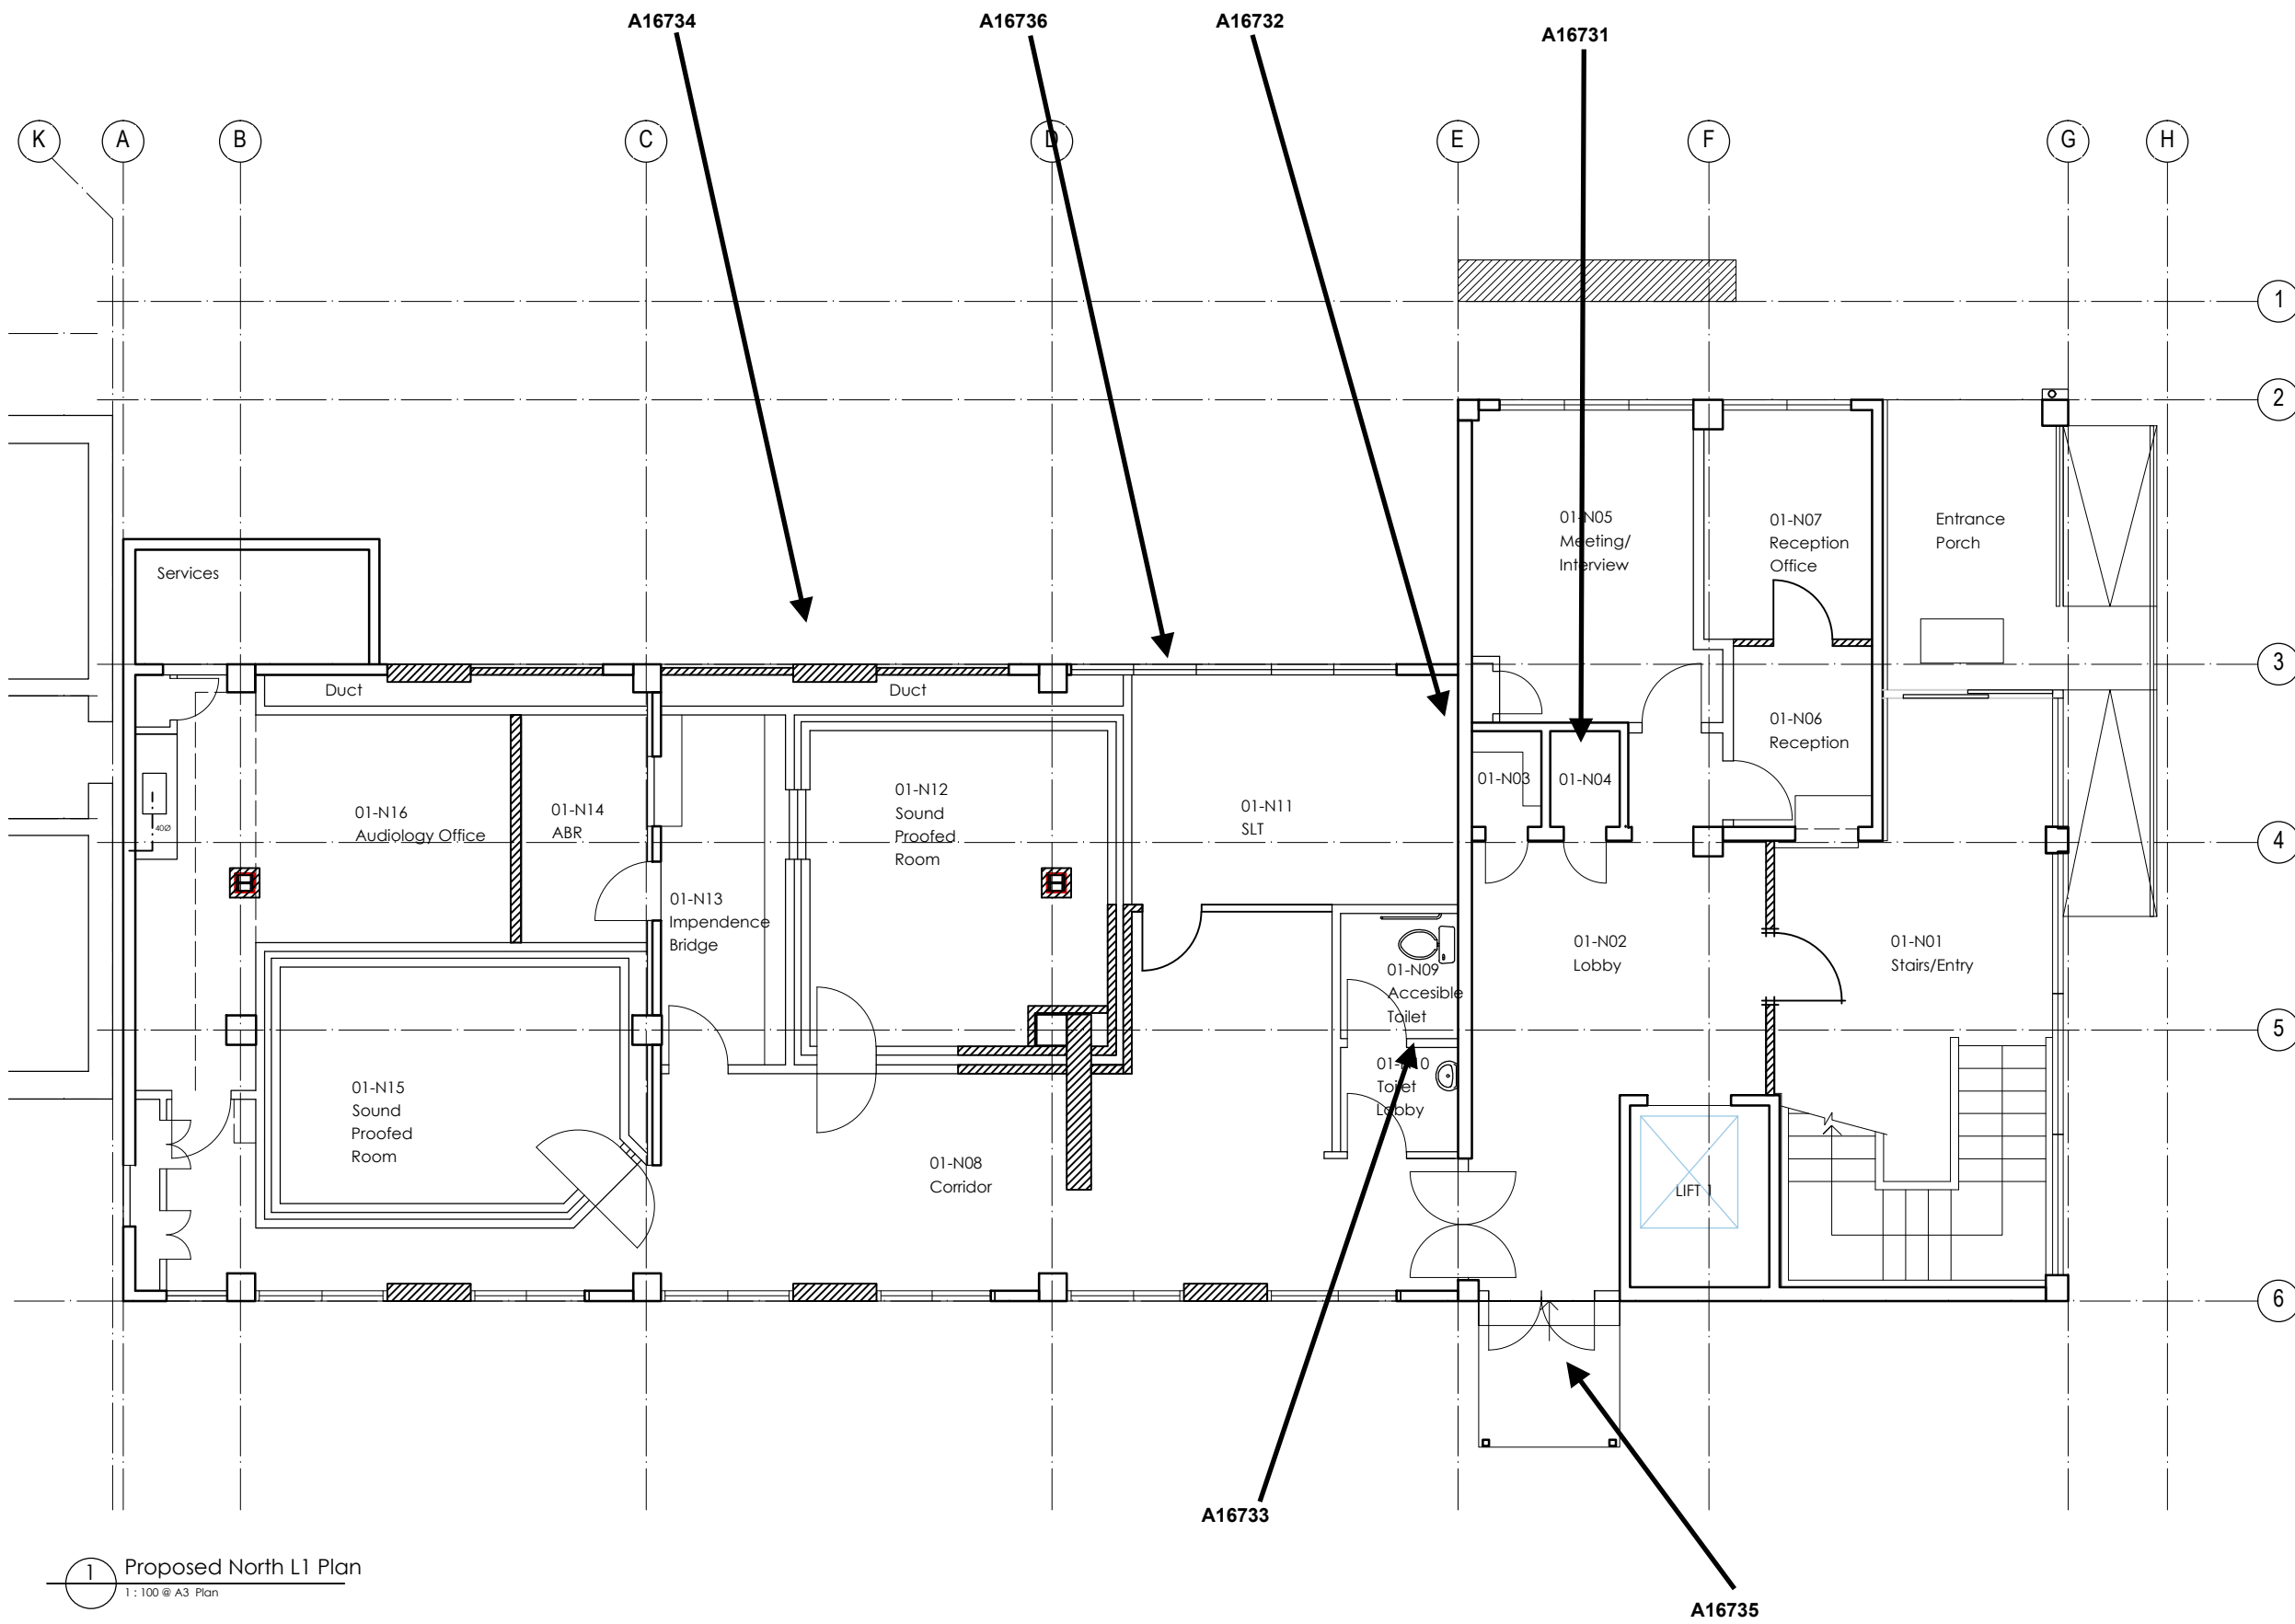 A16734
A16736
A16732
A16731
K
A
B
C
D
E
F
G
H
1
2
3
4
5
6
Services
Duct
Duct
01-N05
Meeting/
Interview
01-N07
Reception
Office
Entrance
Porch
01-N06
Reception
01-N03
01-N04
01-N16
Audiology Office
40Ø
01-N14
ABR
01-N12
Sound
Proofed
Room
01-N11
SLT
01-N13
Impendence
Bridge
01-N09
Accesible
Toilet
01-N02
Lobby
01-N01
Stairs/Entry
Toilet
Lobby
01-N15
Sound
Proofed
Room
01-N08
Corridor
LIFT 1
A16733
A16735
1
Proposed North L1 Plan
1 : 100 @ A3 Plan